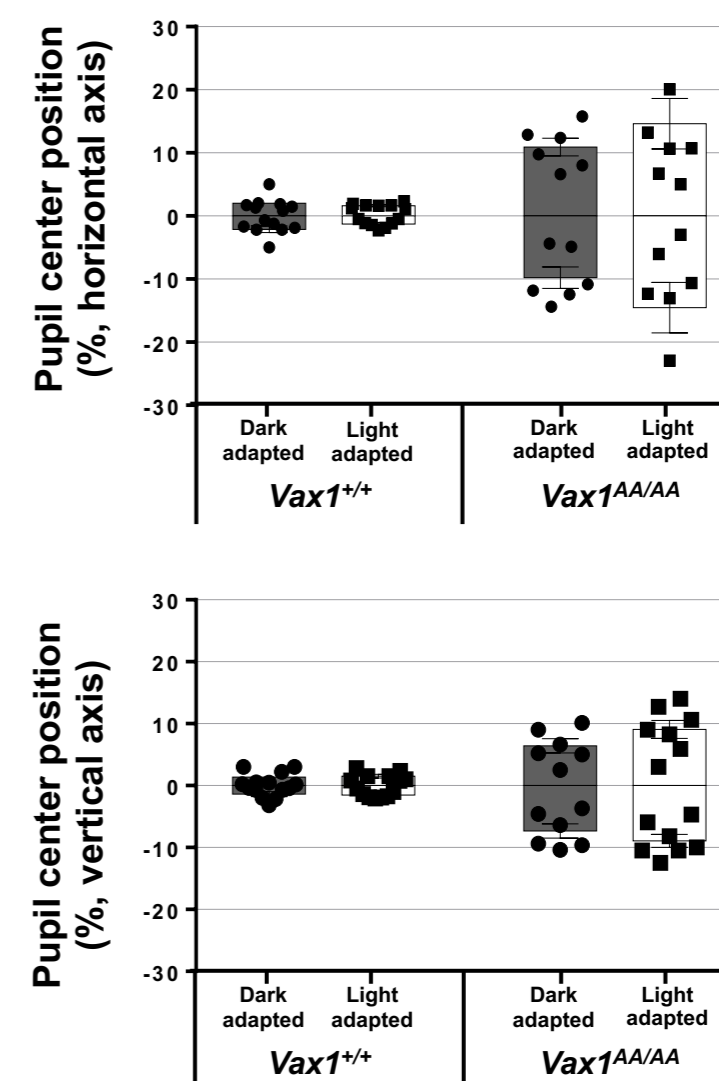 Pupil center position
(%, horizontal axis)
30
20
10
0
-10
-20
-30
Dark adapted
Light adapted
Dark adapted
Light adapted
Vax1+/+
Vax1AA/AA
Pupil center position
(%, vertical axis)
30
20
10
0
-10
-20
-30
Dark adapted
Light adapted
Dark adapted
Light adapted
Vax1+/+
Vax1AA/AA